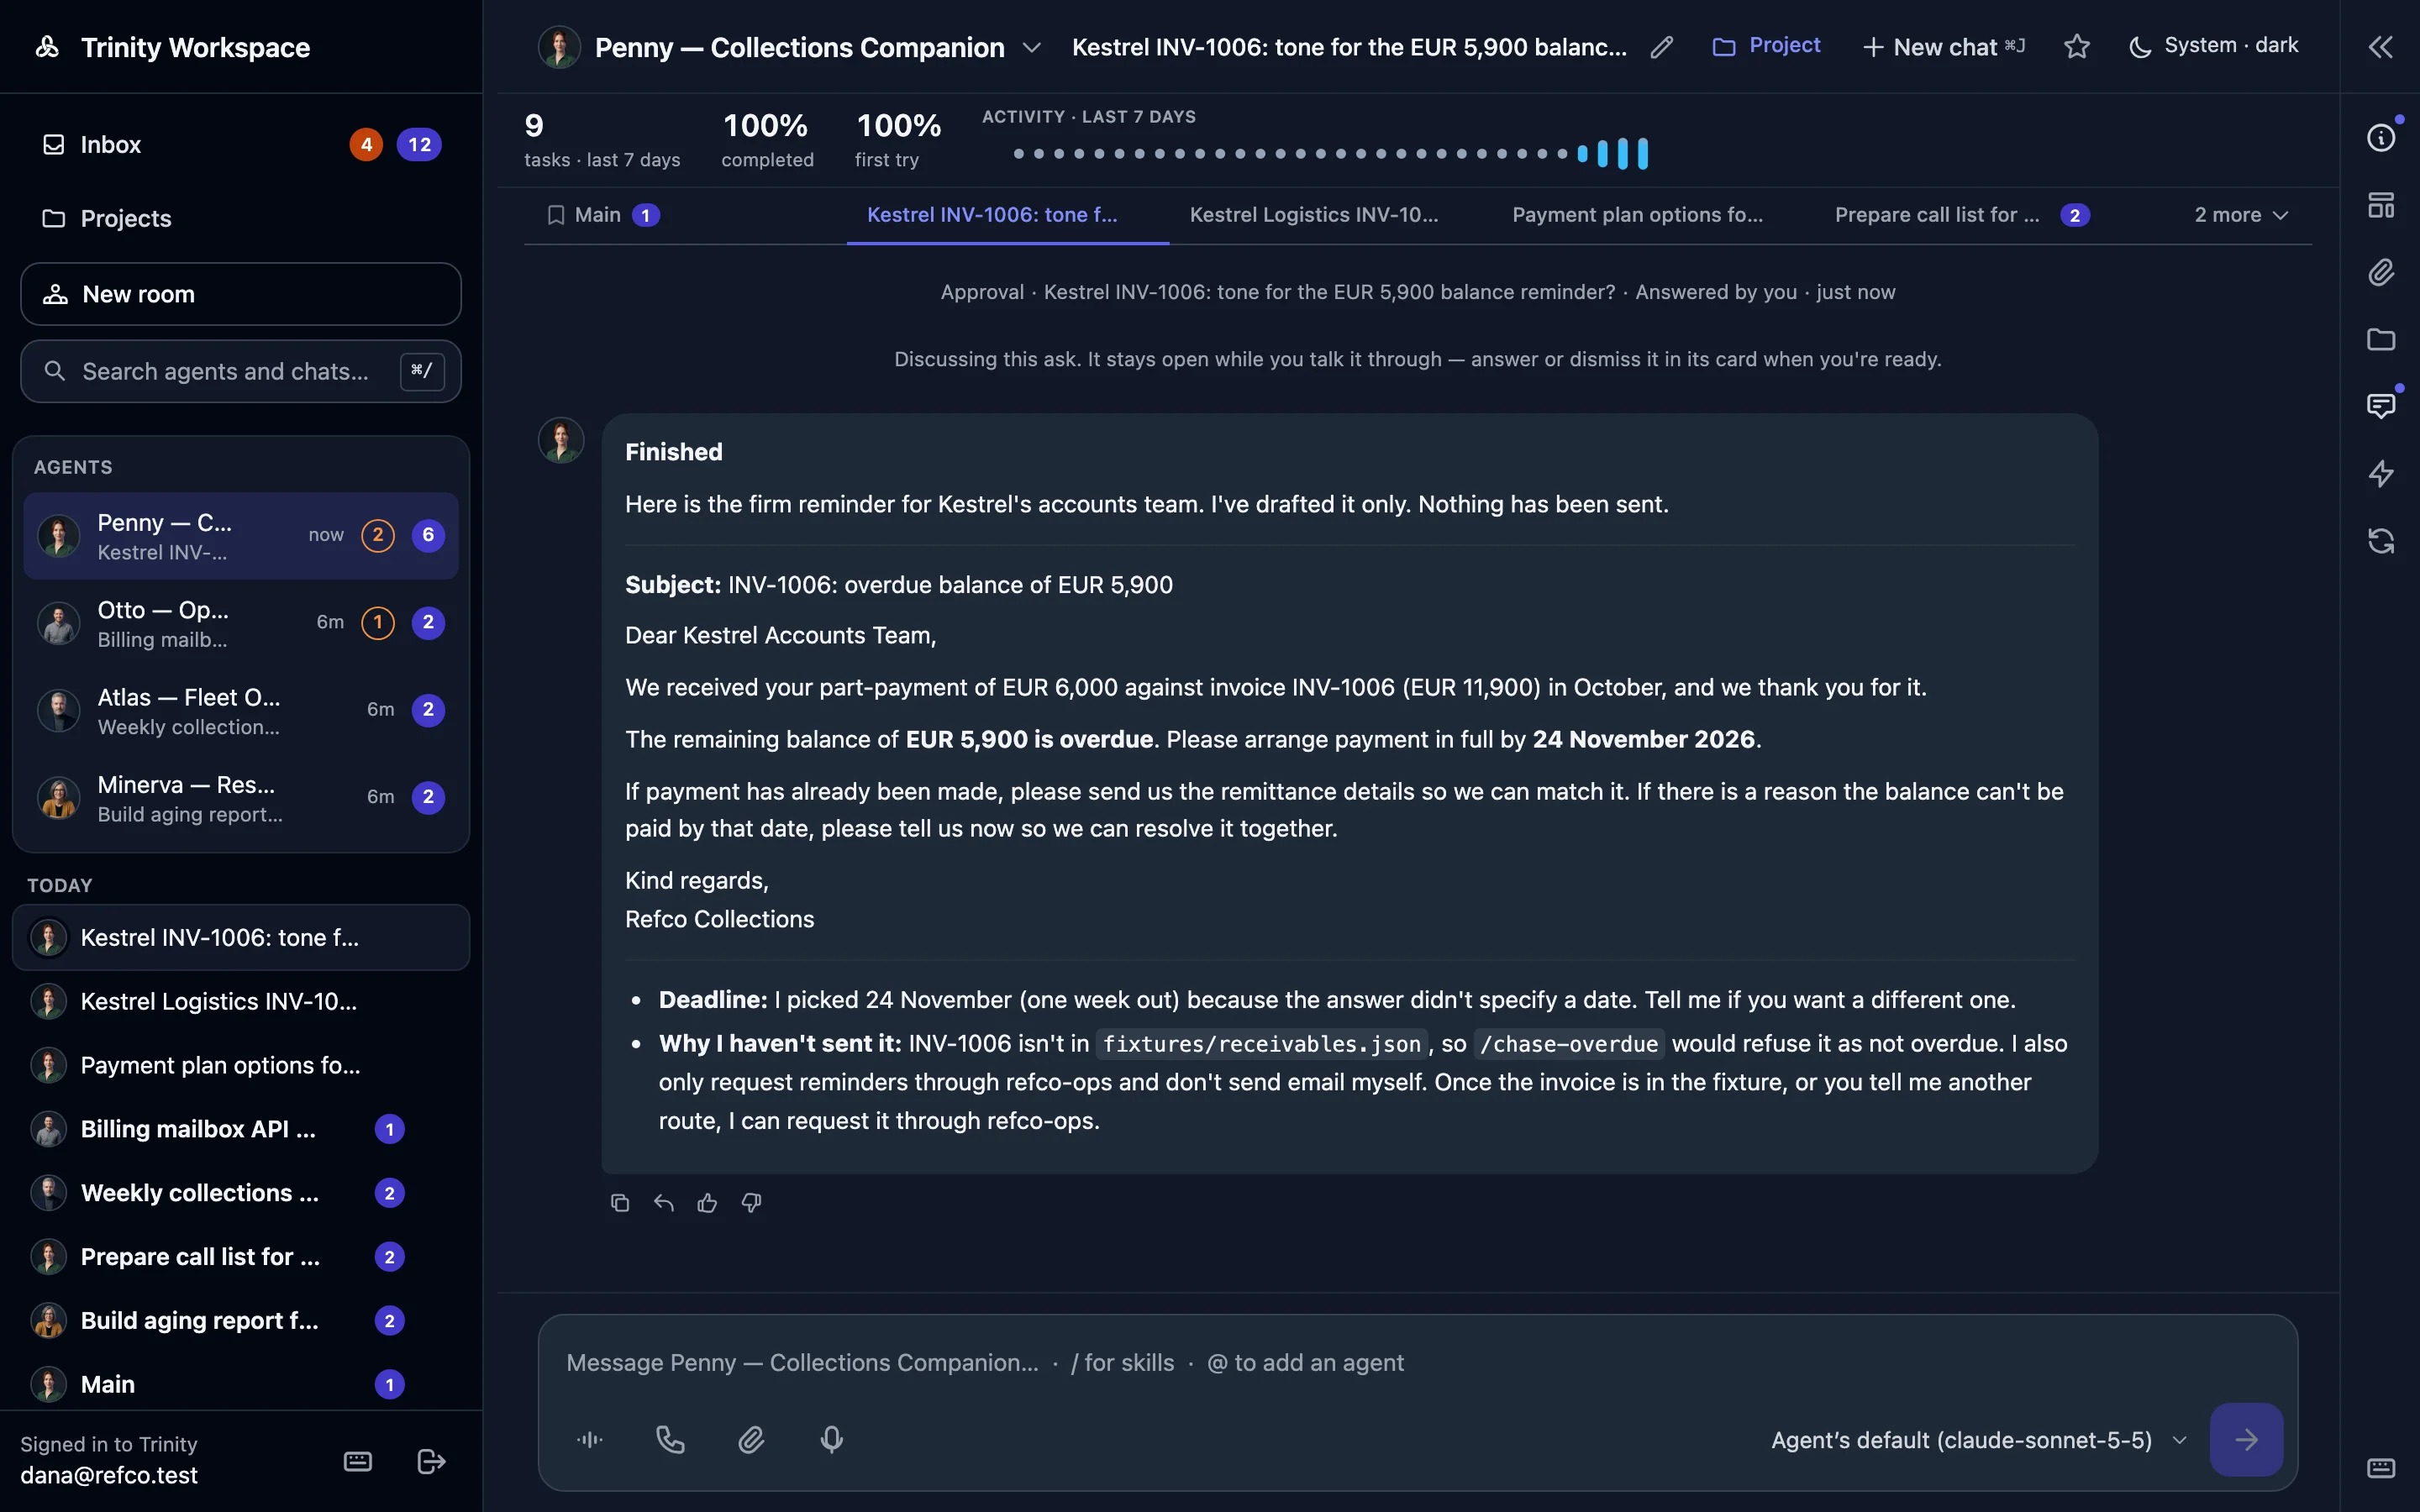 Trinity Workspace
Inbox 4 12
Projects
New room
Search agents and chats... ⌘/
AGENTS
Penny — C... now 2 6
Kestrel INV-...
Otto — Op... 6m 1 2
Billing mailb...
Atlas — Fleet O... 6m 2
Weekly collection...
Minerva — Res... 6m 2
Build aging report...
TODAY
Kestrel INV-1006: tone f...
Kestrel Logistics INV-10...
Payment plan options fo...
Billing mailbox API ... 1
Weekly collections ... 2
Prepare call list for ... 2
Build aging report f... 2
Main 1
Signed in to Trinity
dana@refco.test
Penny — Collections Companion Kestrel INV-1006: tone for the EUR 5,900 balanc... Project + New chat ⌘J System · dark
9 100% 100% ACTIVITY · LAST 7 DAYS
tasks · last 7 days completed first try
Main 1 Kestrel INV-1006: tone f... Kestrel Logistics INV-10... Payment plan options fo... Prepare call list for ... 2 2 more
Approval · Kestrel INV-1006: tone for the EUR 5,900 balance reminder? · Answered by you · just now
Discussing this ask. It stays open while you talk it through — answer or dismiss it in its card when you're ready.
Finished
Here is the firm reminder for Kestrel's accounts team. I've drafted it only. Nothing has been sent.
Subject: INV-1006: overdue balance of EUR 5,900
Dear Kestrel Accounts Team,
We received your part-payment of EUR 6,000 against invoice INV-1006 (EUR 11,900) in October, and we thank you for it.
The remaining balance of EUR 5,900 is overdue. Please arrange payment in full by 24 November 2026.
If payment has already been made, please send us the remittance details so we can match it. If there is a reason the balance can't be
paid by that date, please tell us now so we can resolve it together.
Kind regards,
Refco Collections
• Deadline: I picked 24 November (one week out) because the answer didn't specify a date. Tell me if you want a different one.
• Why I haven't sent it: INV-1006 isn't in fixtures/receivables.json, so /chase-overdue would refuse it as not overdue. I also
only request reminders through refco-ops and don't send email myself. Once the invoice is in the fixture, or you tell me another
route, I can request it through refco-ops.
Message Penny — Collections Companion... · / for skills · @ to add an agent
Agent’s default (claude-sonnet-5-5)